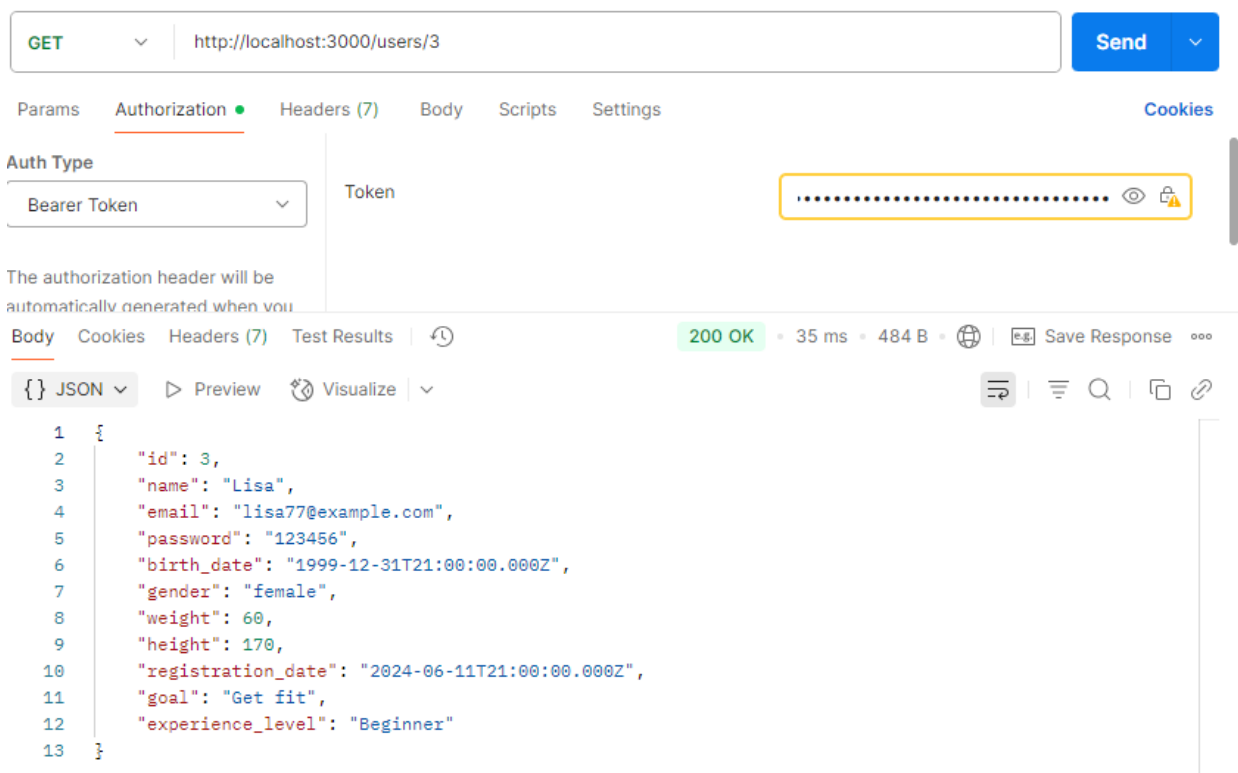 GET http://localhost:3000/users/3 Send
Params Authorization Headers (7) Body Scripts Settings Cookies
Auth Type
Bearer Token
Token
The authorization header will be
automatically generated when you
Body Cookies Headers (7) Test Results 200 OK • 35 ms • 484 B • e.g. Save Response
{} JSON Preview Visualize
1 {
2 "id": 3,
3 "name": "Lisa",
4 "email": "lisa77@example.com",
5 "password": "123456",
6 "birth_date": "1999-12-31T21:00:00.000Z",
7 "gender": "female",
8 "weight": 60,
9 "height": 170,
10 "registration_date": "2024-06-11T21:00:00.000Z",
11 "goal": "Get fit",
12 "experience_level": "Beginner"
13 }